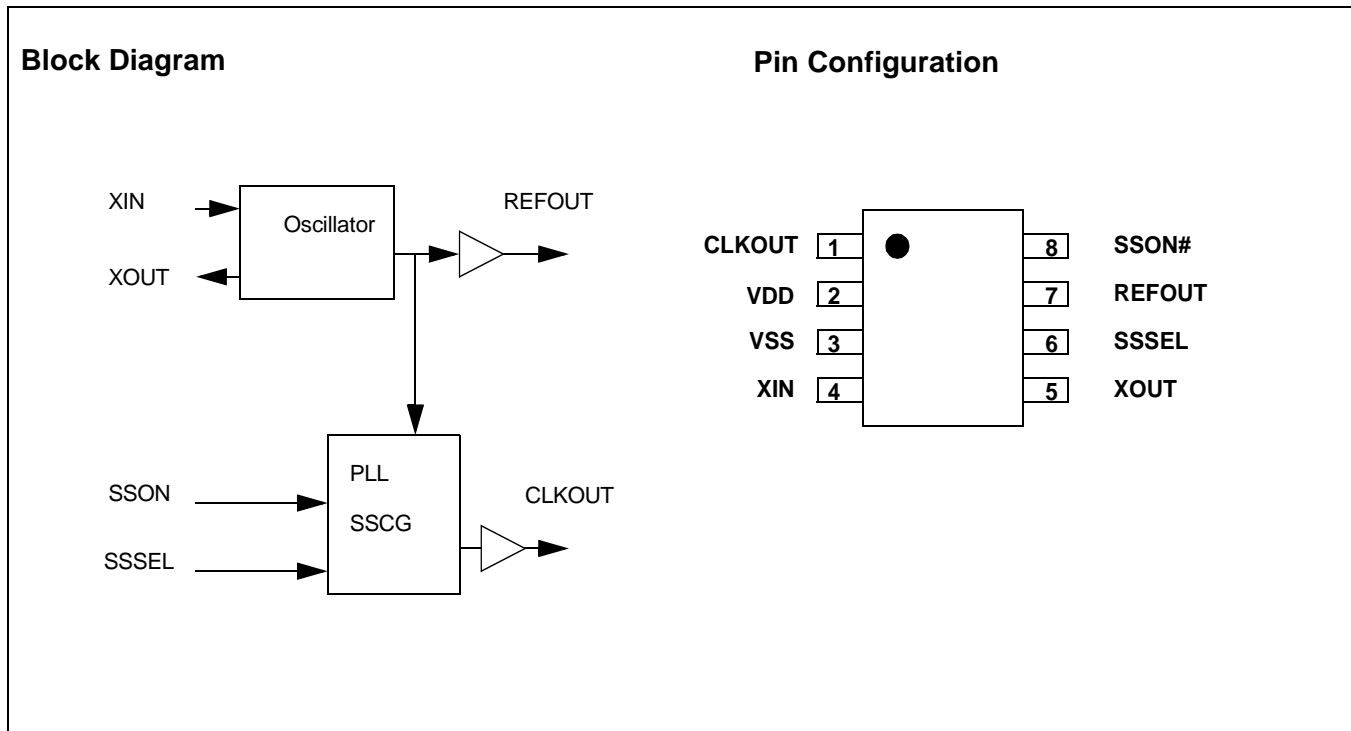 Block Diagram
XIN
XOUT
Oscillator
REFOUT
SSON
SSSEL
PLL
SSCG
CLKOUT
Pin Configuration
CLKOUT 1
VDD 2
VSS 3
XIN 4
8 SSON#
7 REFOUT
6 SSSEL
5 XOUT